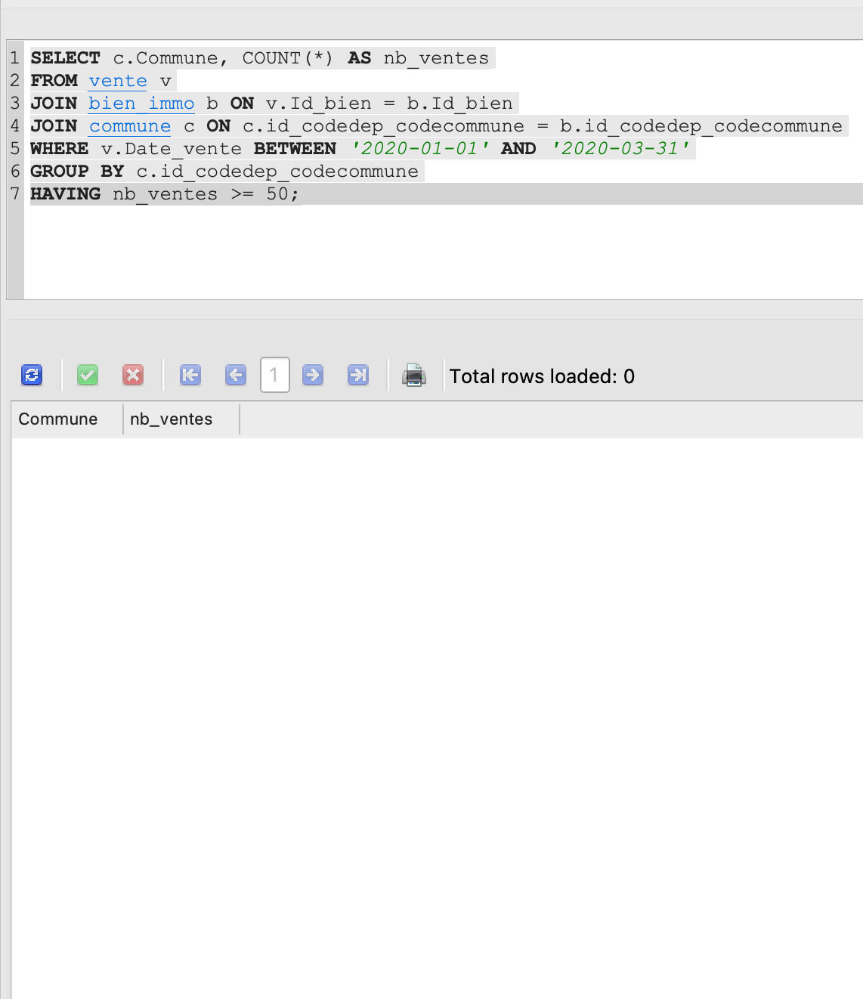 1 SELECT c.Commune, COUNT(*) AS nb_ventes
2 FROM vente v
3 JOIN bien_immo b ON v.Id_bien = b.Id_bien
4 JOIN commune c ON c.id_codedep_codecommune = b.id_codedep_codecommune
5 WHERE v.Date_vente BETWEEN '2020-01-01' AND '2020-03-31'
6 GROUP BY c.id_codedep_codecommune
7 HAVING nb_ventes >= 50;
1 Total rows loaded: 0
Commune nb_ventes